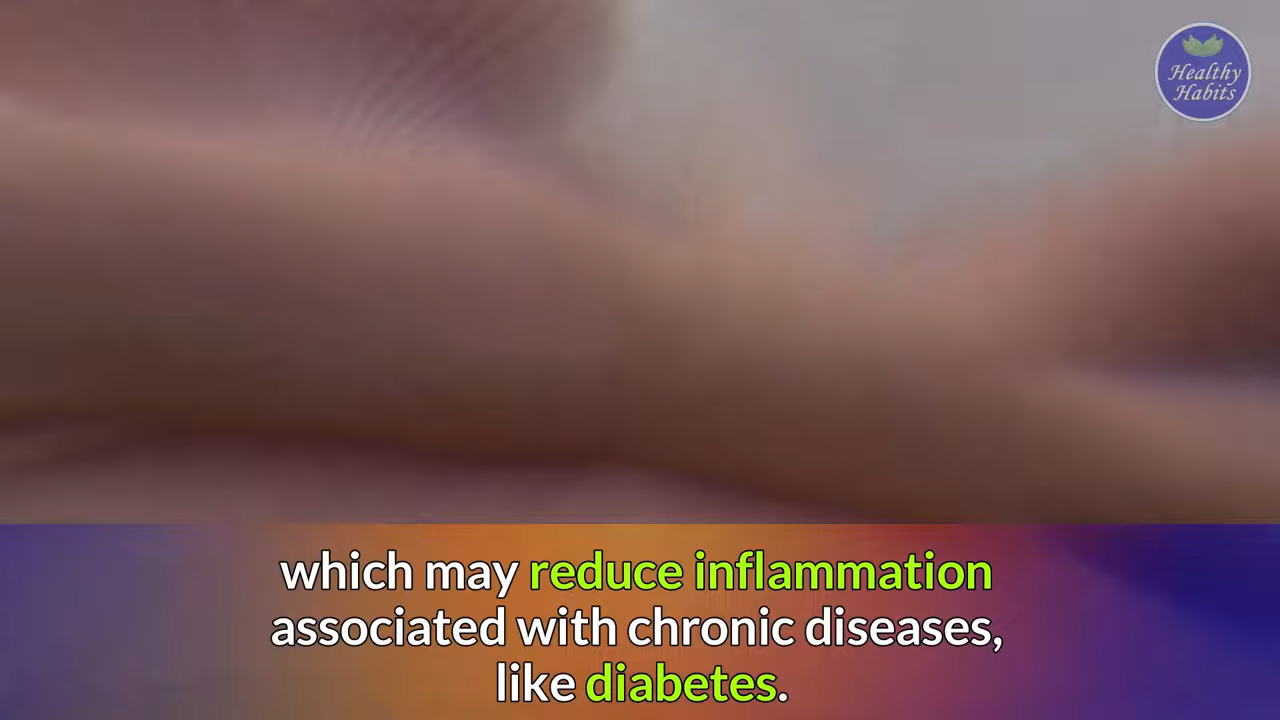 Healthy
Habits
which may reduce inflammation
associated with chronic diseases,
like diabetes.